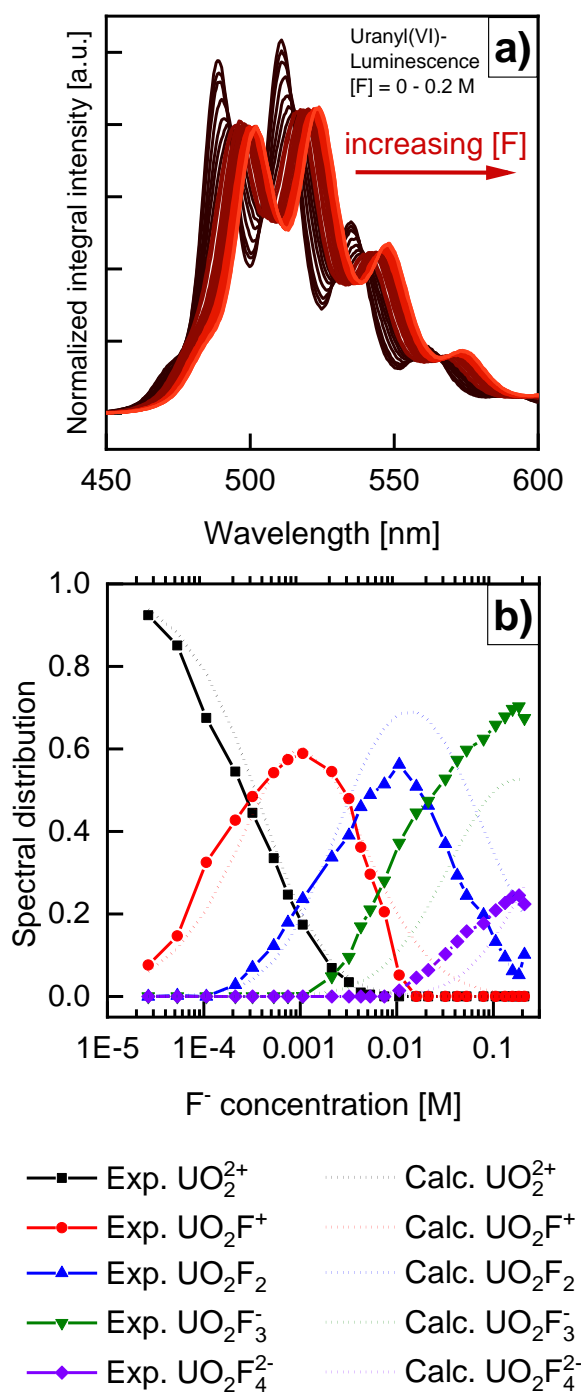 Uranyl(VI)-
Luminescence
[F] = 0 - 0.2 M
a)
increasing [F]
Normalized integral intensity [a.u.]
450 500 550 600
Wavelength [nm]
b)
1.0
0.8
0.6
0.4
0.2
0.0
Spectral distribution
1E-5 1E-4 0.001 0.01 0.1
F⁻ concentration [M]
Exp. UO₂²⁺ Calc. UO₂²⁺
Exp. UO₂F⁺ Calc. UO₂F⁺
Exp. UO₂F₂ Calc. UO₂F₂
Exp. UO₂F₃⁻ Calc. UO₂F₃⁻
Exp. UO₂F₄²⁻ Calc. UO₂F₄²⁻